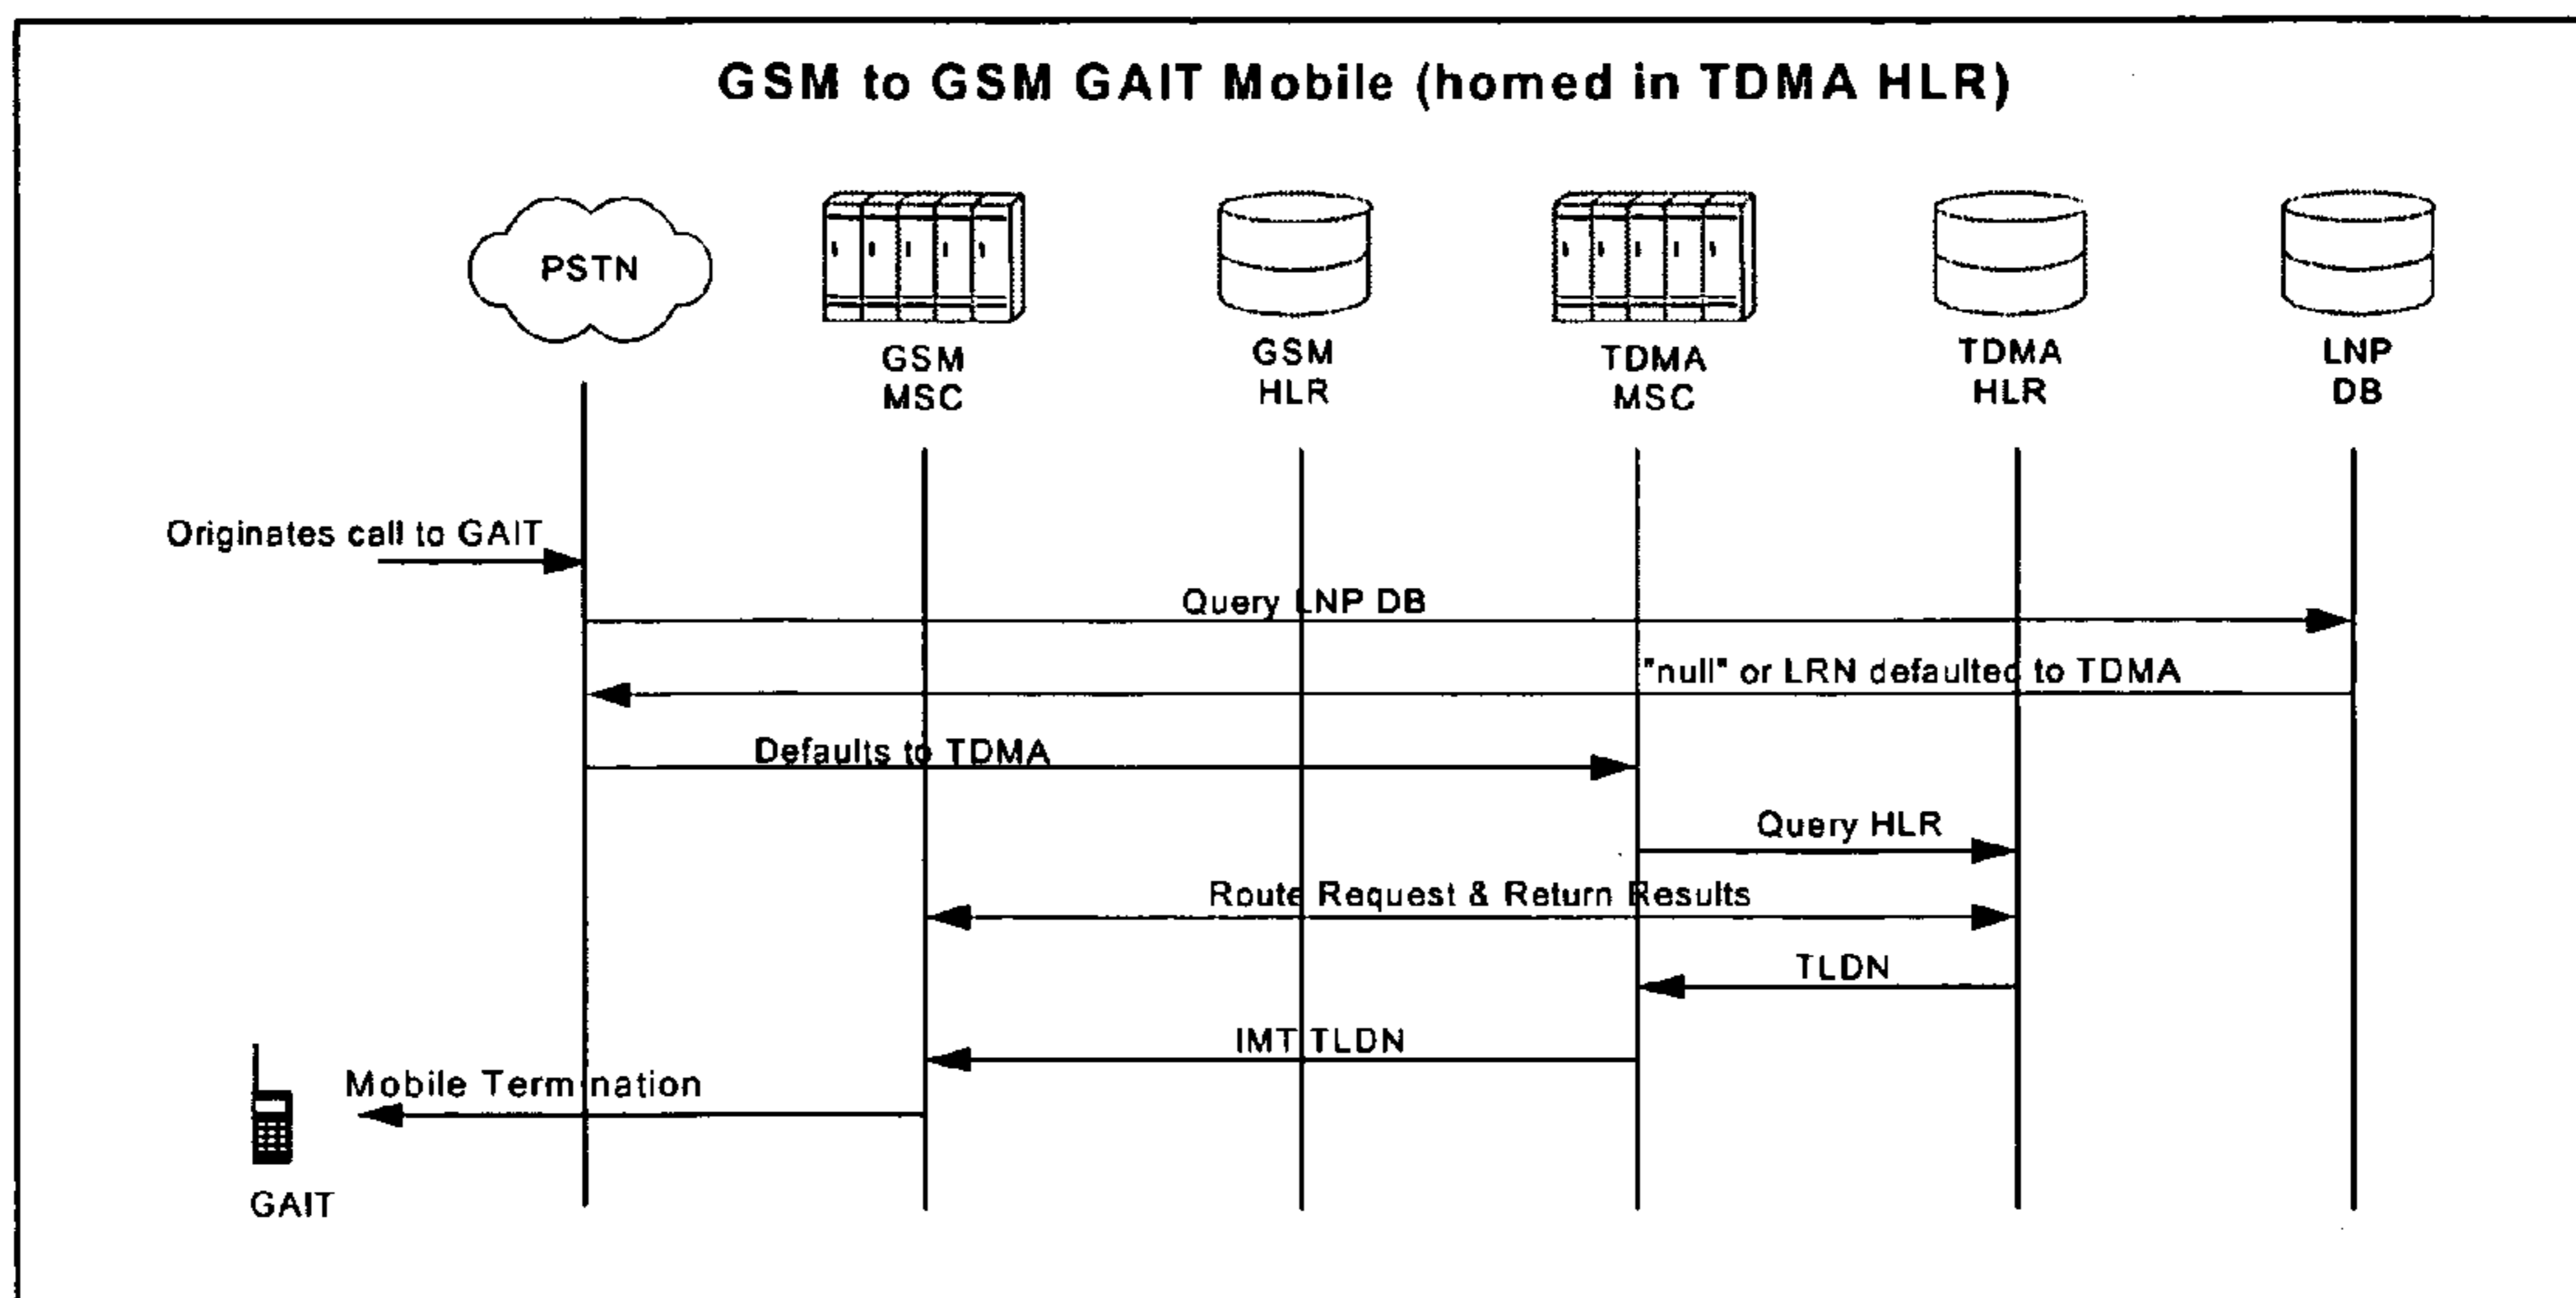 GSM to GSM GAIT Mobile (homed in TDMA HLR)
PSTN
GSM
MSC
GSM
HLR
TDMA
MSC
TDMA
HLR
LNP
DB
Originates call to GAIT
Query LNP DB
"null" or LRN defaulted to TDMA
Defaults to TDMA
Query HLR
Route Request & Return Results
TLDN
IMT TLDN
Mobile Termination
GAIT